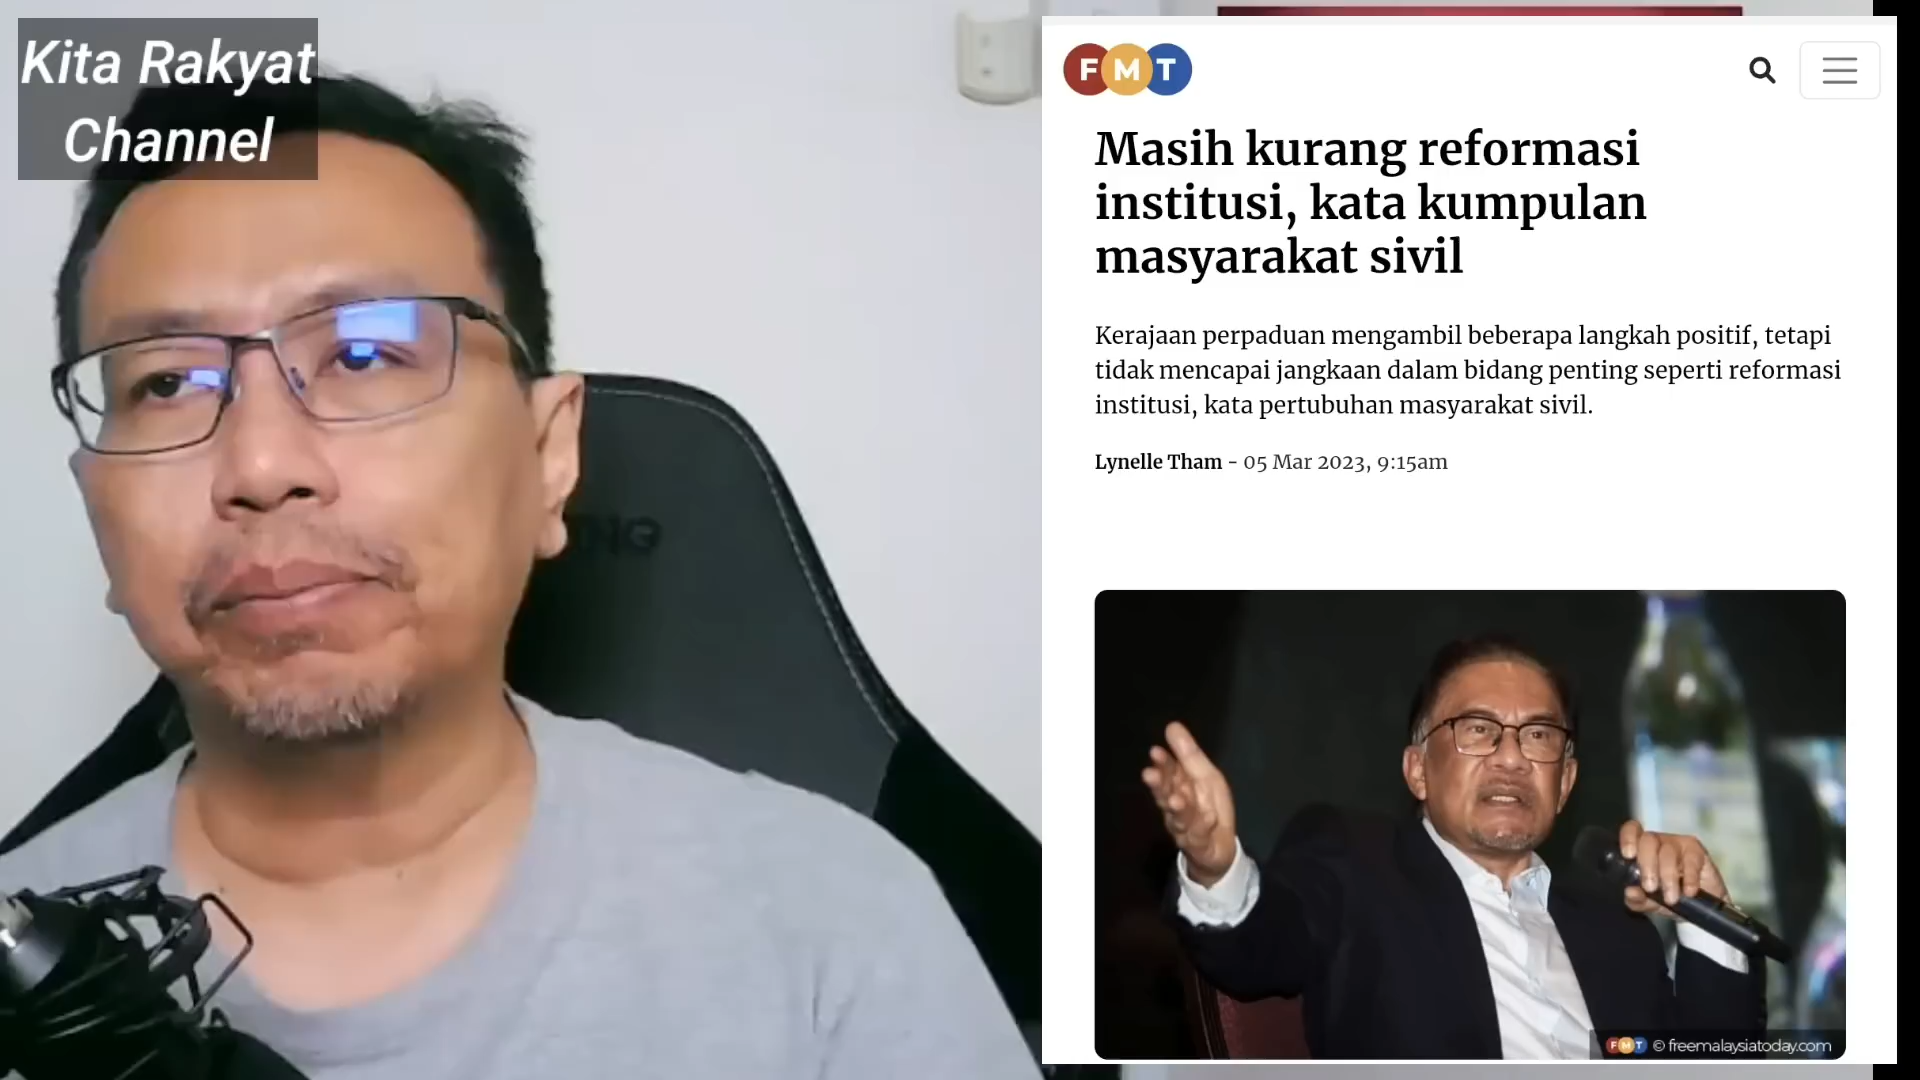 Kita Rakyat
Channel
FMT
Masih kurang reformasi
institusi, kata kumpulan
masyarakat sivil
Kerajaan perpaduan mengambil beberapa langkah positif, tetapi
tidak mencapai jangkaan dalam bidang penting seperti reformasi
institusi, kata pertubuhan masyarakat sivil.
Lynelle Tham - 05 Mar 2023, 9:15am
FMT © freemalaysiatoday.com